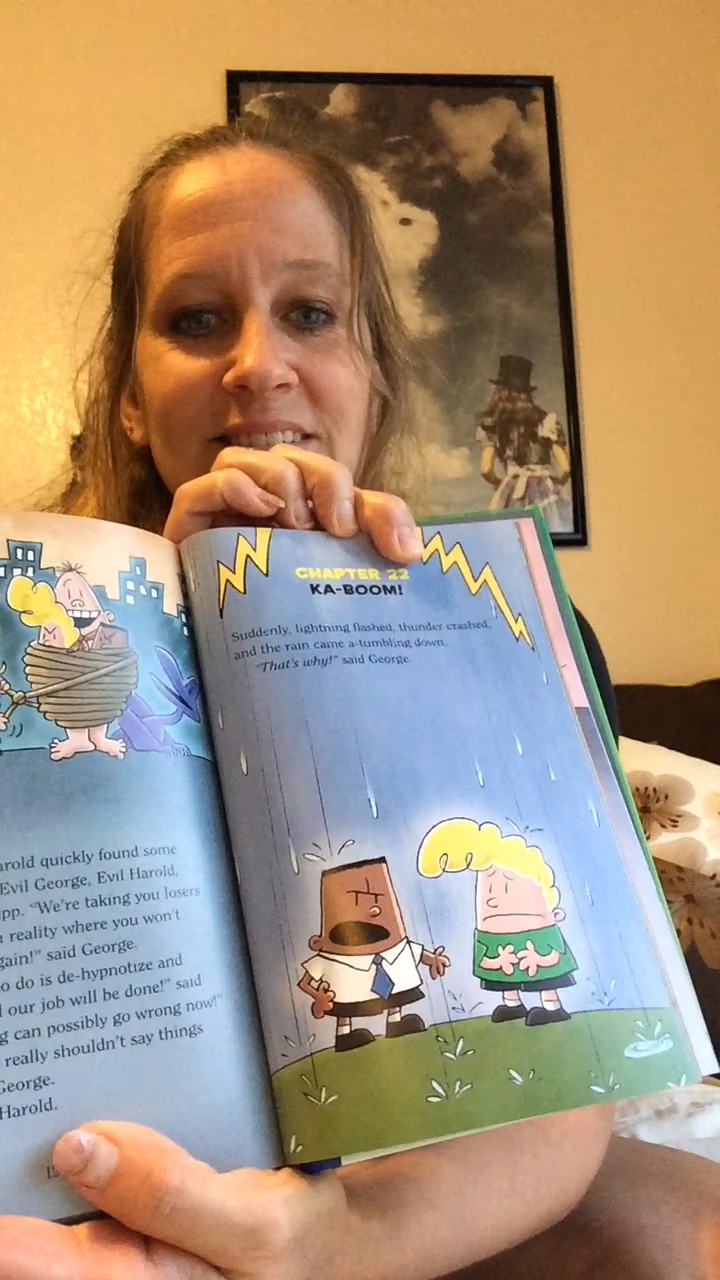 arold quickly found some
Evil George, Evil Harold,
pp. "We're taking you losers
n reality where you won't
gain!" said George.
o do is de-hypnotize and
l our job will be done!" said
g can possibly go wrong now!"
really shouldn't say things
George.
Harold.
CHAPTER 22
KA-BOOM!
Suddenly, lightning flashed, thunder crashed,
and the rain came a-tumbling down.
"That's why!" said George.